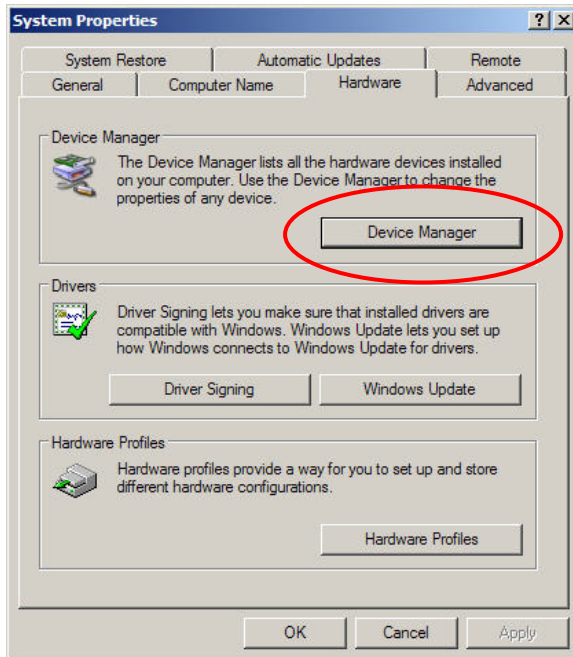 System Properties
System Restore
Automatic Updates
Remote
General
Computer Name
Hardware
Advanced
Device Manager
The Device Manager lists all the hardware devices installed
on your computer. Use the Device Manager to change the
properties of any device.
Device Manager
Drivers
Driver Signing lets you make sure that installed drivers are
compatible with Windows. Windows Update lets you set up
how Windows connects to Windows Update for drivers.
Driver Signing
Windows Update
Hardware Profiles
Hardware profiles provide a way for you to set up and store
different hardware configurations.
Hardware Profiles
OK
Cancel
Apply